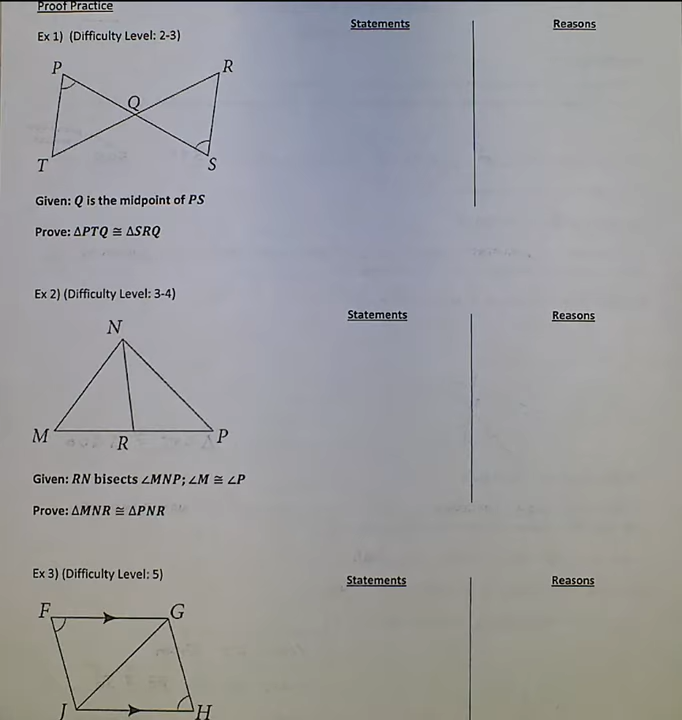 Proof Practice
Statements Reasons
Ex 1) (Difficulty Level: 2-3)
P R
Q
T S
Given: Q is the midpoint of PS
Prove: ΔPTQ ≅ ΔSRQ
Ex 2) (Difficulty Level: 3-4)
Statements Reasons
N
M R P
Given: RN bisects ∠MNP; ∠M ≅ ∠P
Prove: ΔMNR ≅ ΔPNR
Ex 3) (Difficulty Level: 5)
Statements Reasons
F G
J H